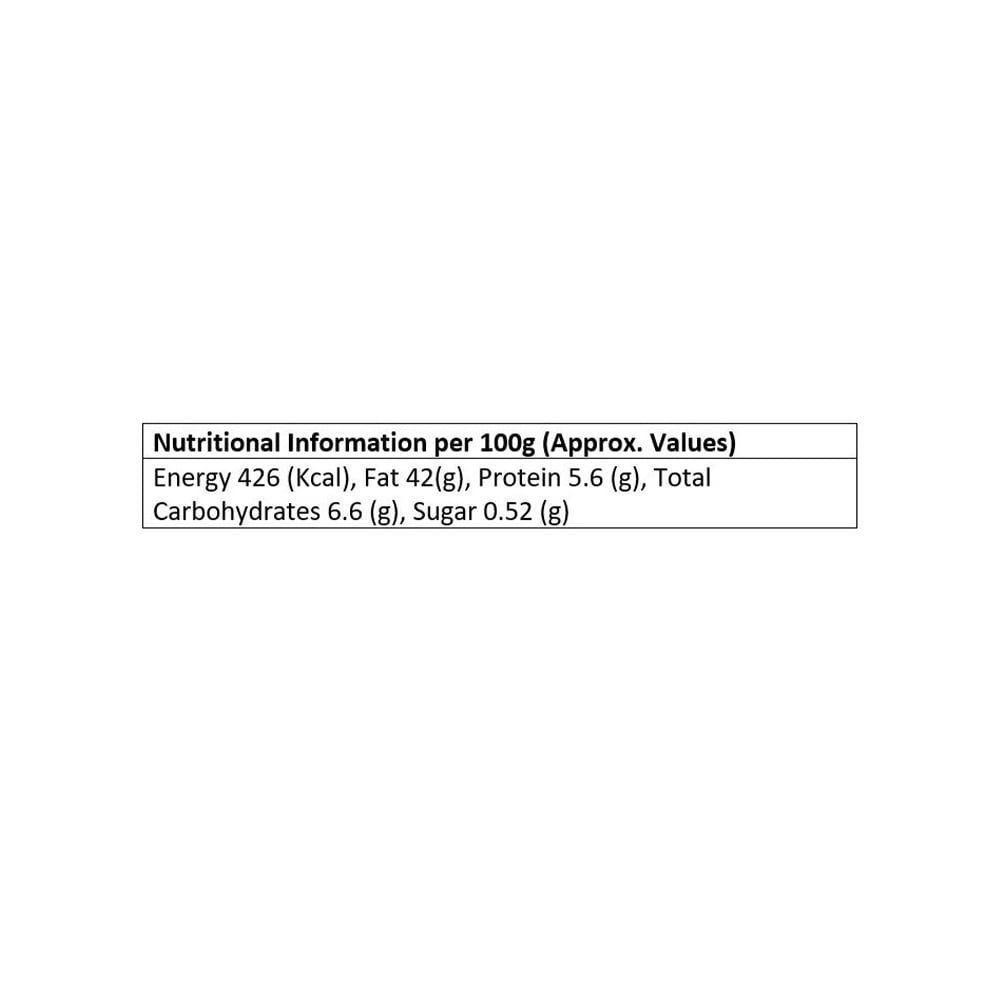 Nutritional Information per 100g (Approx. Values)
Energy 426 (Kcal), Fat 42(g), Protein 5.6 (g), Total
Carbohydrates 6.6 (g), Sugar 0.52 (g)